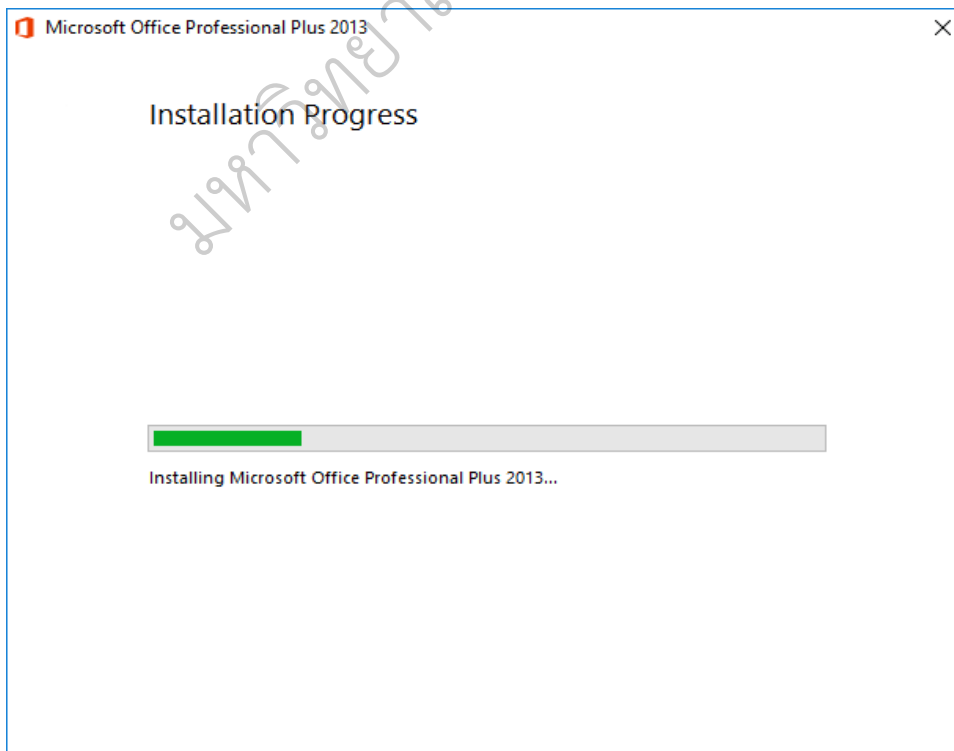 Microsoft Office Professional Plus 2013
Installation Progress
Installing Microsoft Office Professional Plus 2013...